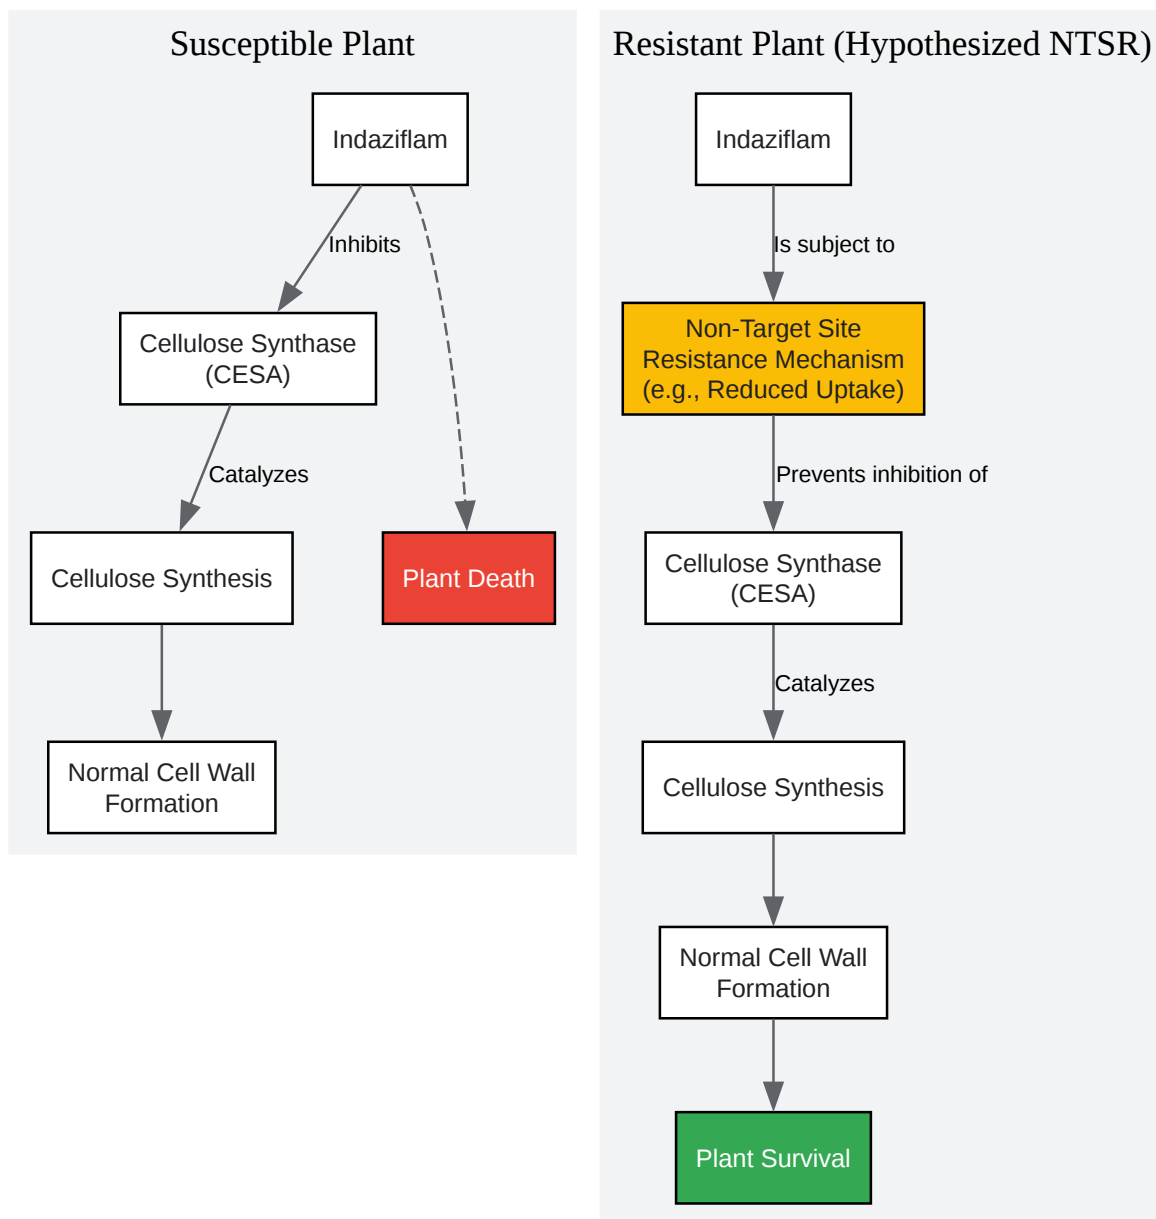 Susceptible Plant
Indaziflam
Inhibits
Cellulose Synthase
(CESA)
Catalyzes
Cellulose Synthesis
Plant Death
Normal Cell Wall
Formation
Resistant Plant (Hypothesized NTSR)
Indaziflam
Is subject to
Non-Target Site
Resistance Mechanism
(e.g., Reduced Uptake)
Prevents inhibition of
Cellulose Synthase
(CESA)
Catalyzes
Cellulose Synthesis
Normal Cell Wall
Formation
Plant Survival